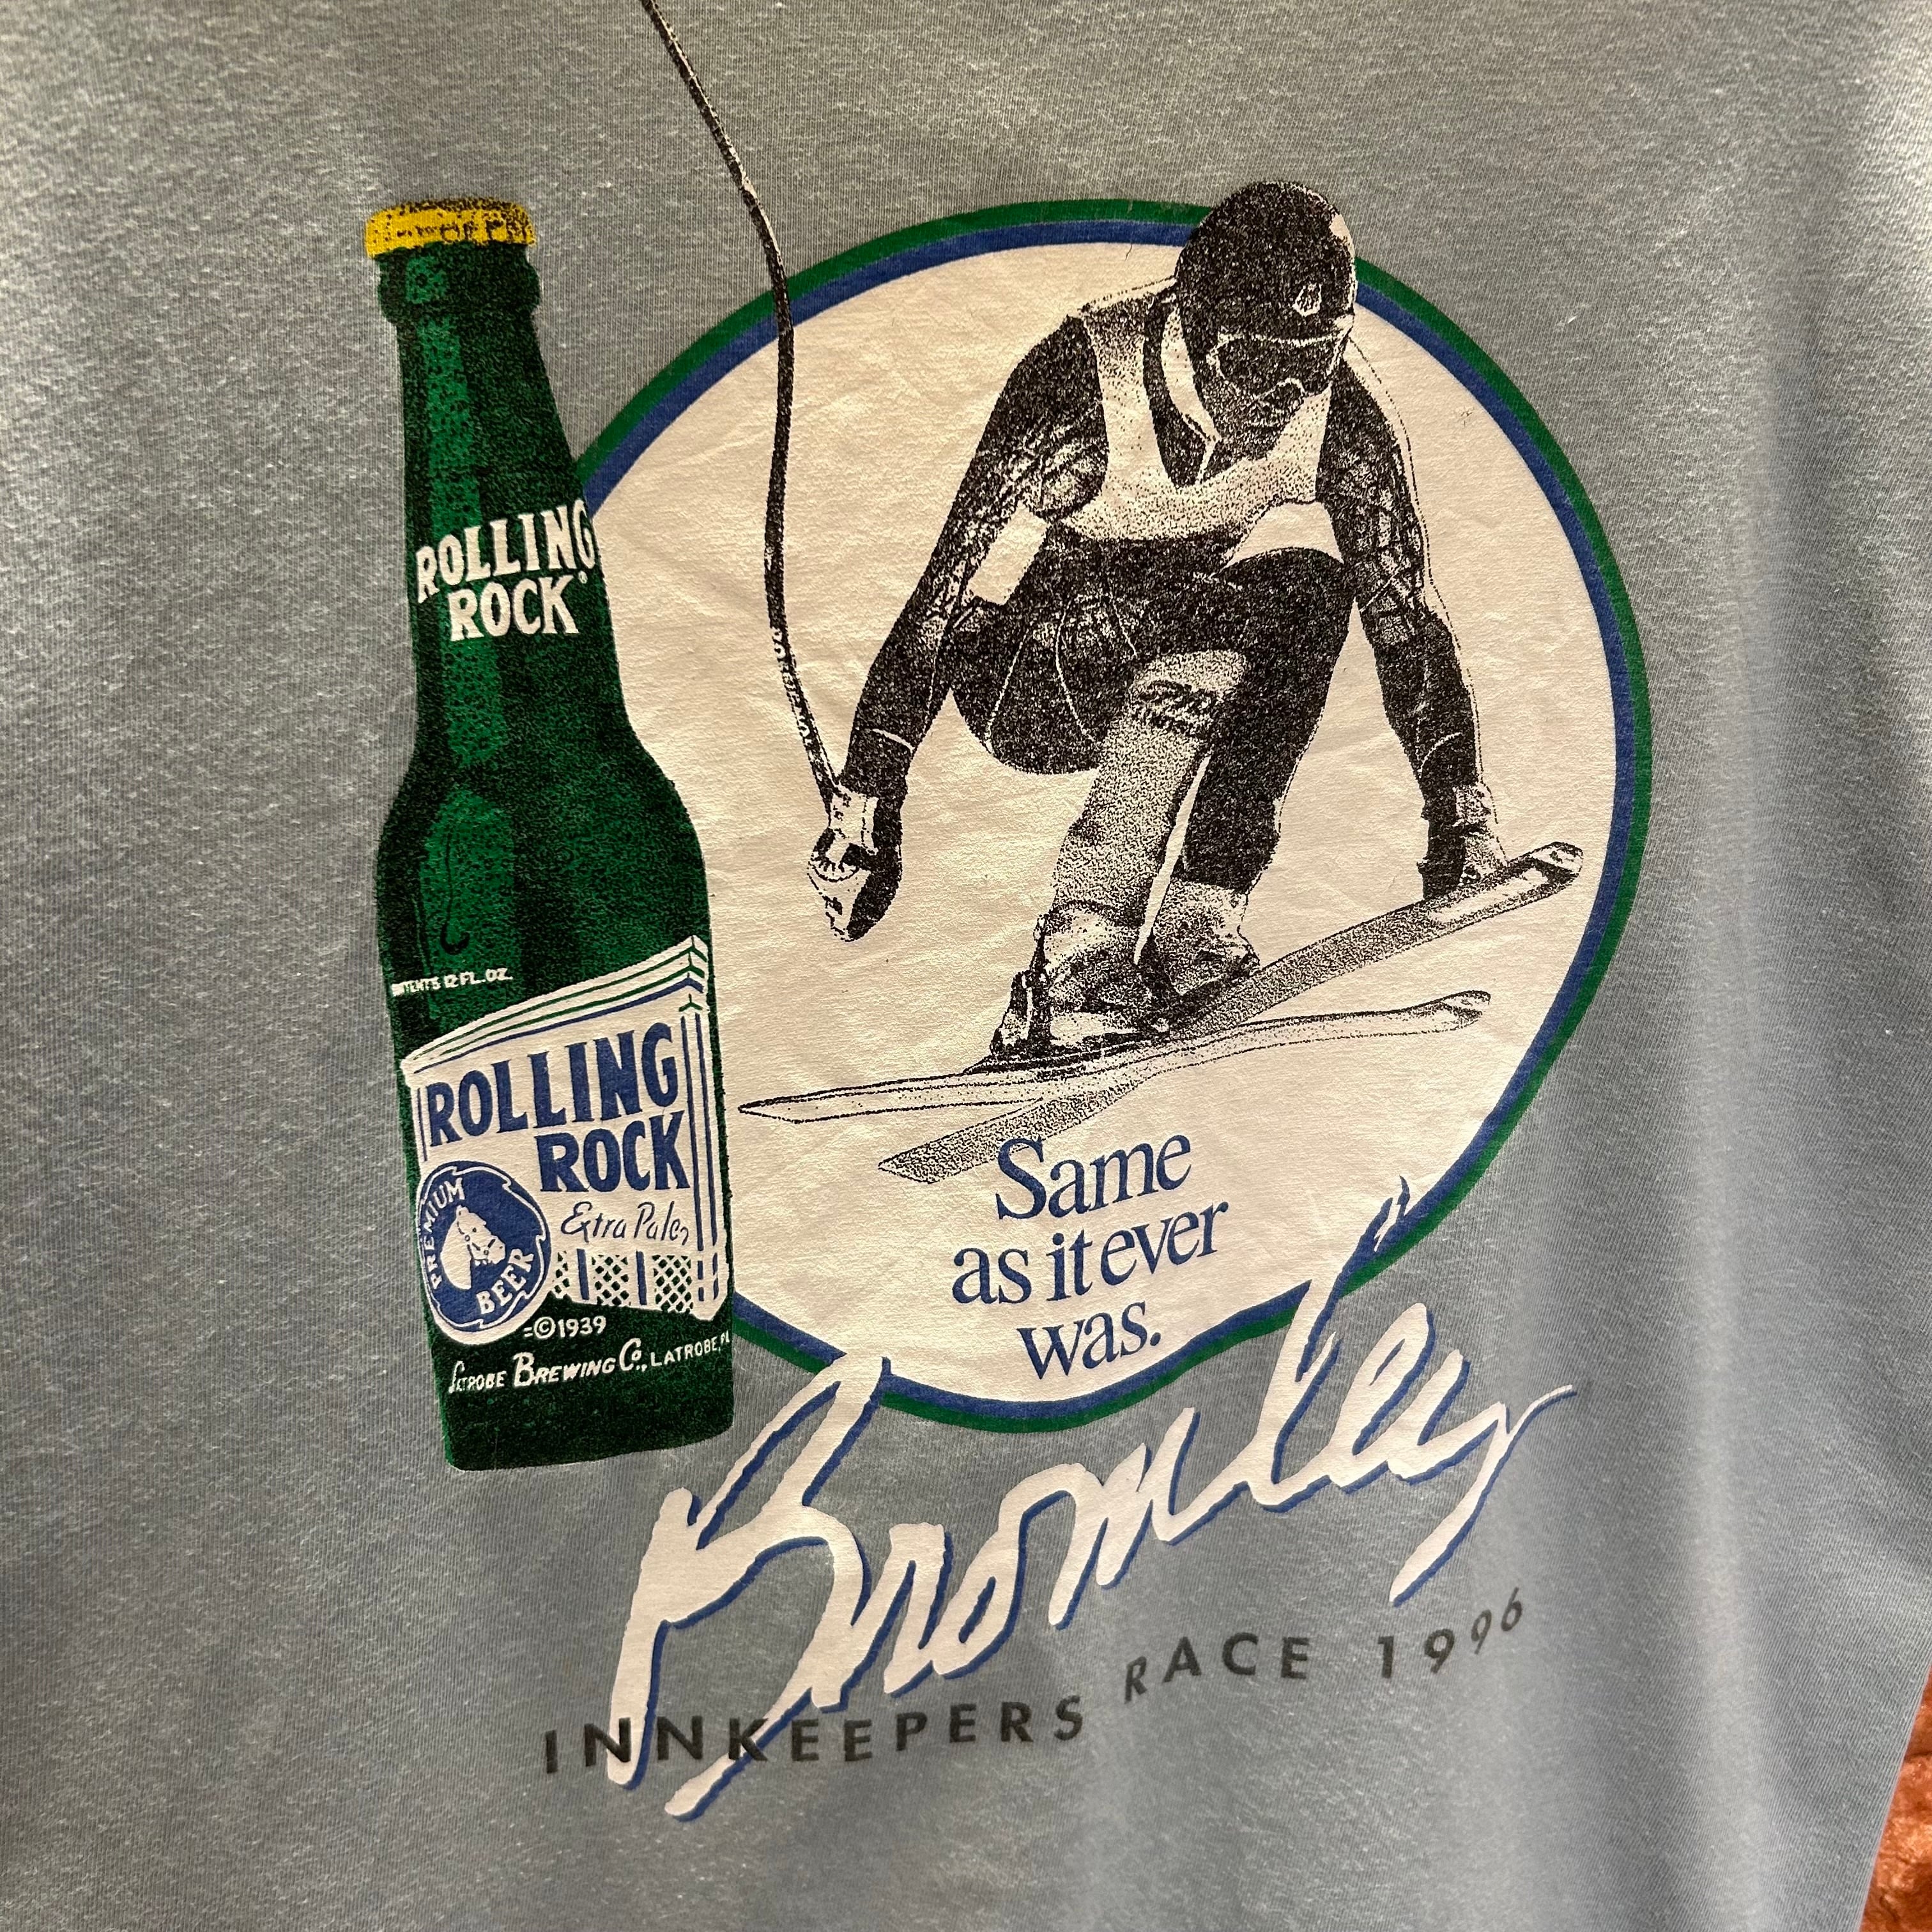 ROLLING
ROCK®
CONTENTS 12 FL. OZ.
ROLLING
ROCK
Extra Pale
PREMIUM
BEER
©1939
LATROBE BREWING CO., LATROBE, PA
Same
as it ever
was.
Bromley
INNKEEPERS RACE 1996